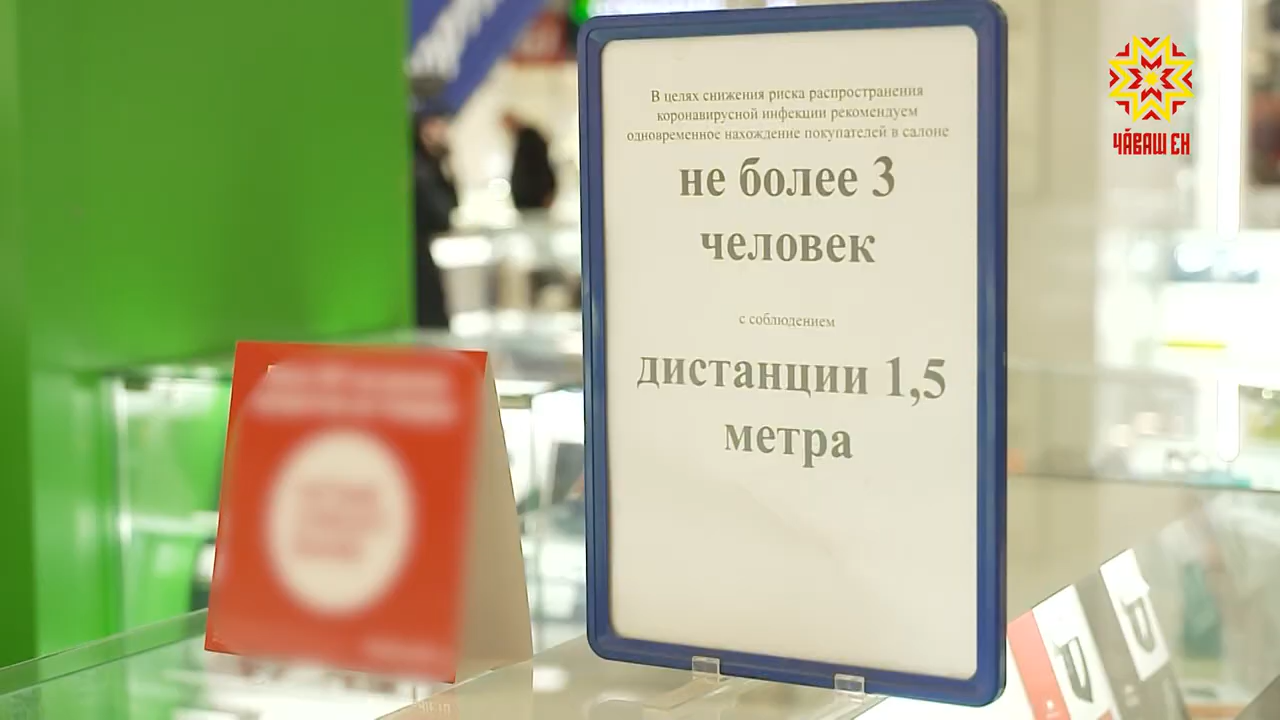 В целях снижения риска распространения
коронавирусной инфекции рекомендуем
одновременное нахождение покупателей в салоне
не более 3
человек
с соблюдением
дистанции 1,5
метра
ЧӐВАШ ЕН